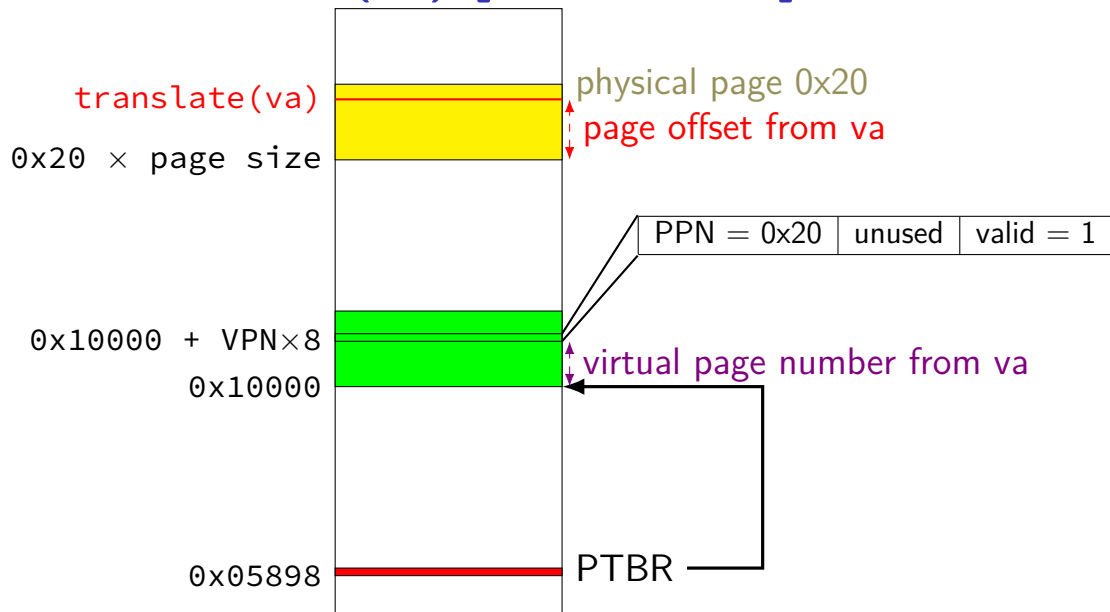 translate(va)
physical page 0x20
page offset from va
0x20 × page size
PPN = 0x20 unused valid = 1
0x10000 + VPN×8
virtual page number from va
0x10000
0x05898
PTBR